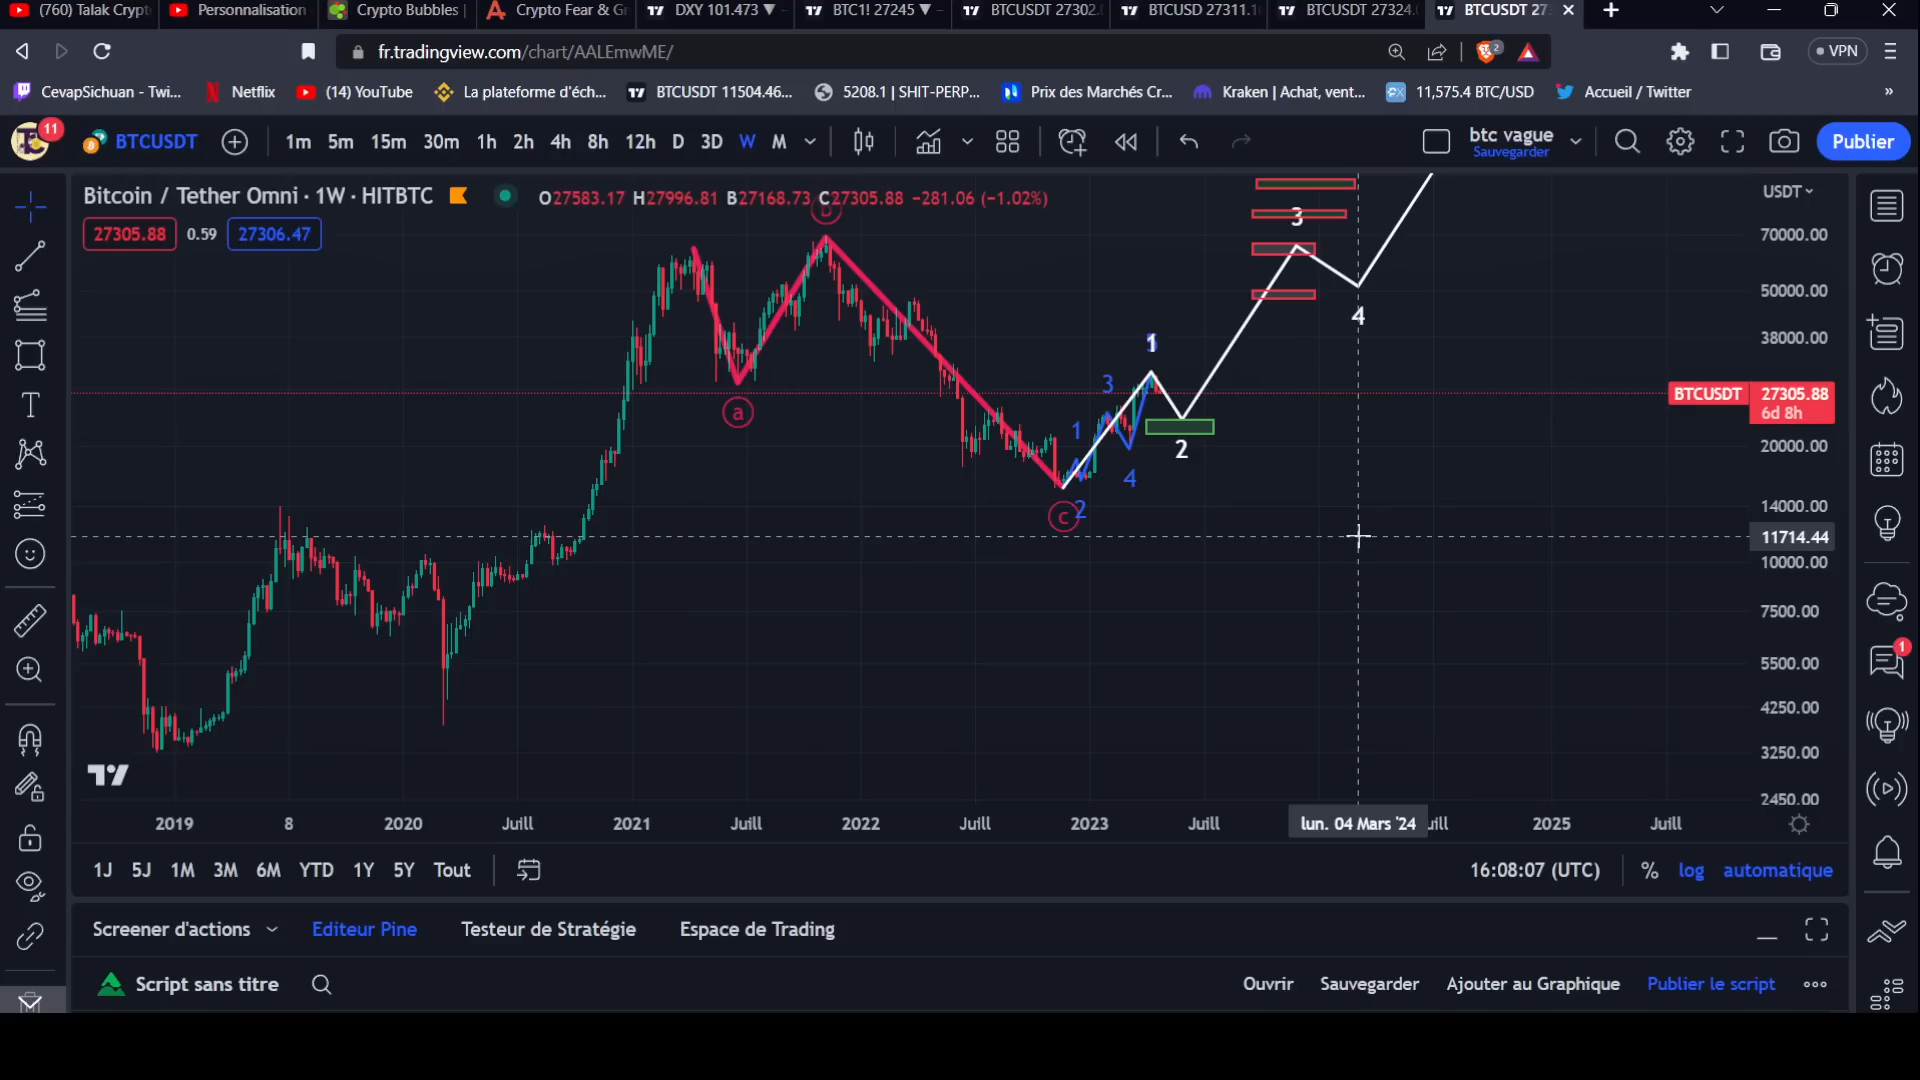 (760) Talak Crypt
Personnalisation
Crypto Bubbles |
Crypto Fear & Gr
DXY 101.473 ▼
BTC1! 27245 ▼
BTCUSDT 27302.
BTCUSD 27311.1
BTCUSDT 27324.
BTCUSDT 27
fr.tradingview.com/chart/AALEmwME/
2
VPN
CevapSichuan - Twi...
Netflix
(14) YouTube
La plateforme d'éch...
BTCUSDT 11504.46...
5208.1 | SHIT-PERP...
Prix des Marchés Cr...
Kraken | Achat, vent...
11,575.4 BTC/USD
Accueil / Twitter
»
11
BTCUSDT
1m 5m 15m 30m 1h 2h 4h 8h 12h D 3D W M
btc vague
Sauvegarder
Publier
Bitcoin / Tether Omni · 1W · HITBTC
O27583.17 H27996.81 B27168.73 C27305.88 −281.06 (−1.02%)
USDT
27305.88 0.59 27306.47
b
3
70000.00
50000.00
4
38000.00
1
3
BTCUSDT 27305.88
6d 8h
a
1
2
20000.00
4
c
2
14000.00
11714.44
10000.00
7500.00
5500.00
4250.00
3250.00
2450.00
2019 8 2020 Juill 2021 Juill 2022 Juill 2023 Juill lun. 04 Mars '24 uill 2025 Juill
1
1J 5J 1M 3M 6M YTD 1Y 5Y Tout
16:08:07 (UTC) % log automatique
Screener d'actions Editeur Pine Testeur de Stratégie Espace de Trading
Script sans titre
Ouvrir Sauvegarder Ajouter au Graphique Publier le script